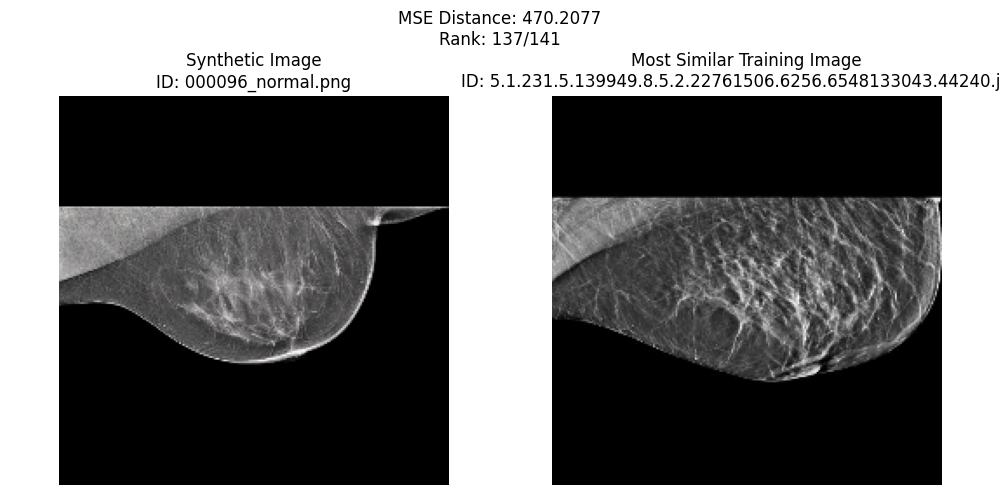 MSE Distance: 470.2077
Rank: 137/141
Synthetic Image
ID: 000096_normal.png
Most Similar Training Image
ID: 5.1.231.5.139949.8.5.2.22761506.6256.6548133043.44240.j